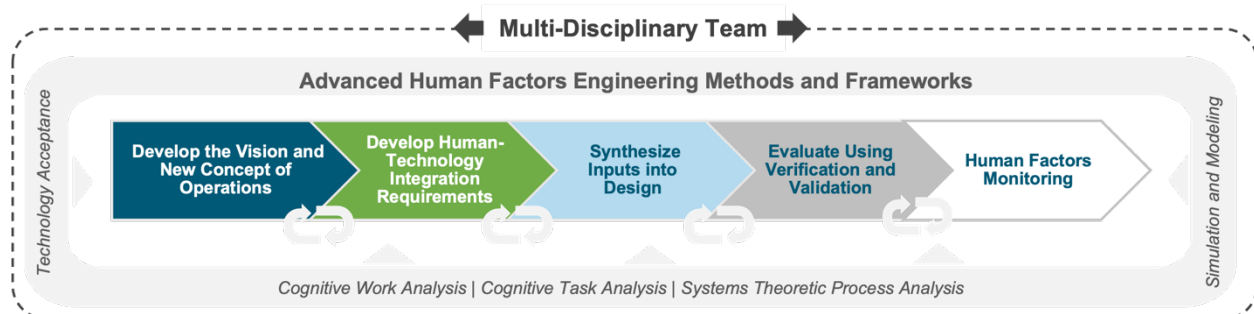 Multi-Disciplinary Team
Advanced Human Factors Engineering Methods and Frameworks
Technology Acceptance
Develop the Vision and
New Concept of
Operations
Develop Human-
Technology
Integration
Requirements
Synthesize
Inputs into
Design
Evaluate Using
Verification and
Validation
Human Factors
Monitoring
Simulation and Modeling
Cognitive Work Analysis | Cognitive Task Analysis | Systems Theoretic Process Analysis